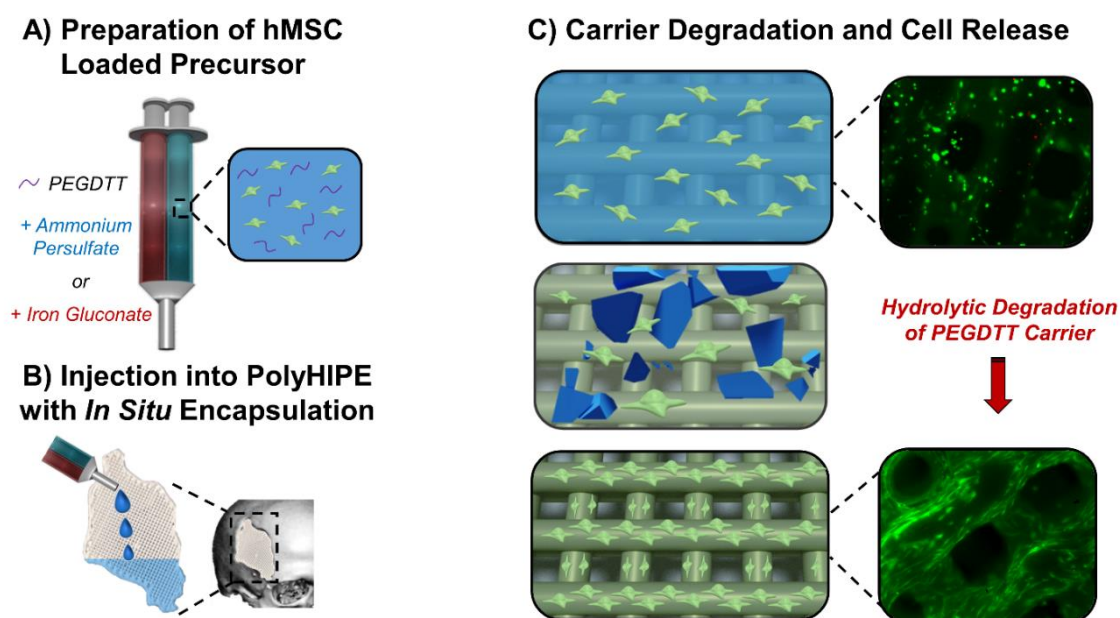 A) Preparation of hMSC
Loaded Precursor
PEGDTT
+ Ammonium
Persulfate
or
+ Iron Gluconate
B) Injection into PolyHIPE
with In Situ Encapsulation
C) Carrier Degradation and Cell Release
Hydrolytic Degradation
of PEGDTT Carrier